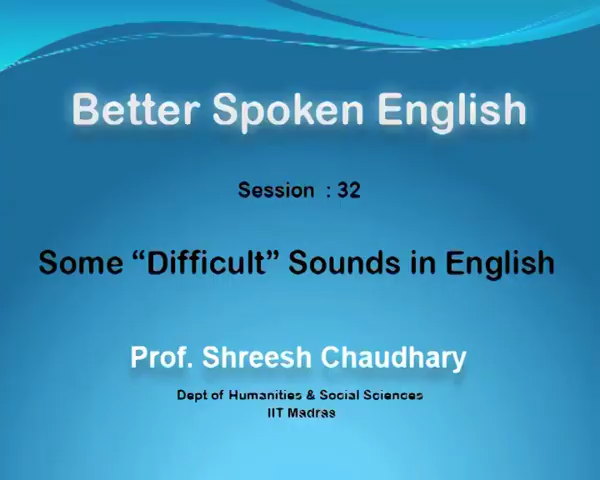 Better Spoken English
Session : 32
Some “Difficult” Sounds in English
Prof. Shreesh Chaudhary
Dept of Humanities & Social Sciences
IIT Madras